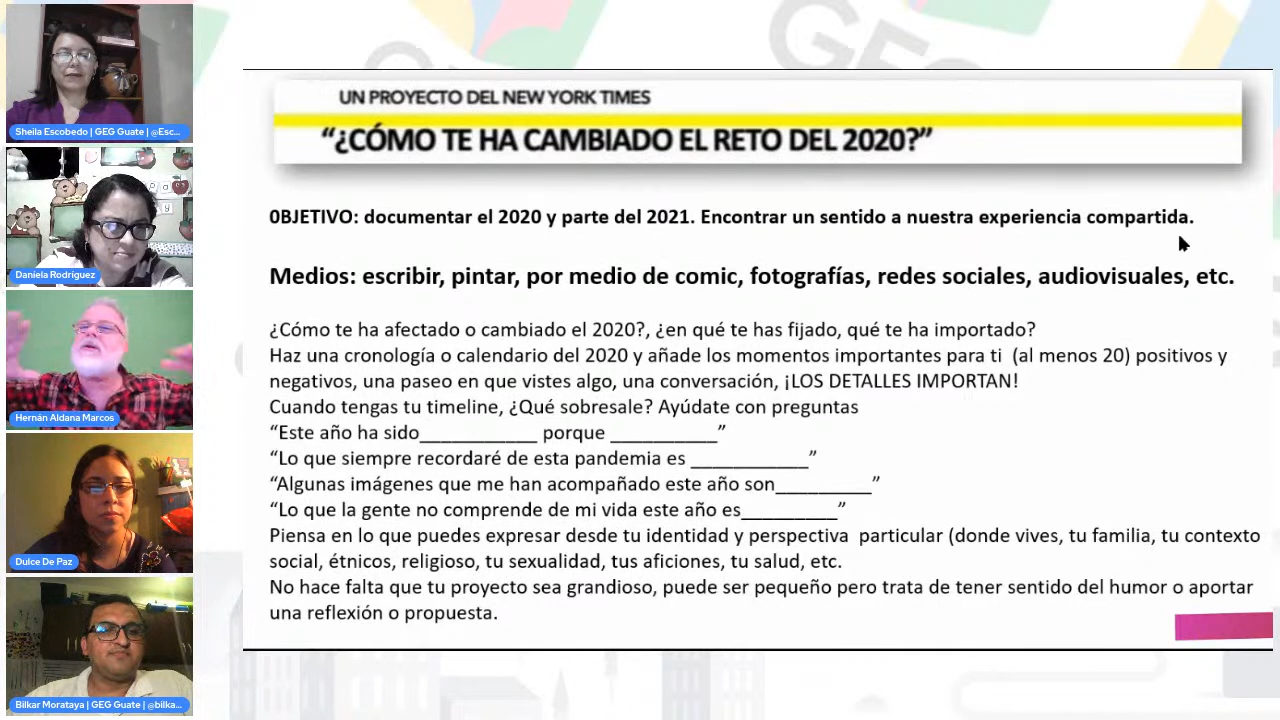 Sheila Escobedo | GEG Guate | @Esc...
Daniela Rodríguez
Hernán Aldana Marcos
Dulce De Paz
Bilkar Morataya | GEG Guate | @bilka...
GEG
UN PROYECTO DEL NEW YORK TIMES
“¿CÓMO TE HA CAMBIADO EL RETO DEL 2020?”
0BJETIVO: documentar el 2020 y parte del 2021. Encontrar un sentido a nuestra experiencia compartida.
Medios: escribir, pintar, por medio de comic, fotografías, redes sociales, audiovisuales, etc.
¿Cómo te ha afectado o cambiado el 2020?, ¿en qué te has fijado, qué te ha importado?
Haz una cronología o calendario del 2020 y añade los momentos importantes para ti (al menos 20) positivos y
negativos, una paseo en que vistes algo, una conversación, ¡LOS DETALLES IMPORTAN!
Cuando tengas tu timeline, ¿Qué sobresale? Ayúdate con preguntas
“Este año ha sido___________ porque __________”
“Lo que siempre recordaré de esta pandemia es ___________”
“Algunas imágenes que me han acompañado este año son_________”
“Lo que la gente no comprende de mi vida este año es_________”
Piensa en lo que puedes expresar desde tu identidad y perspectiva particular (donde vives, tu familia, tu contexto
social, étnicos, religioso, tu sexualidad, tus aficiones, tu salud, etc.
No hace falta que tu proyecto sea grandioso, puede ser pequeño pero trata de tener sentido del humor o aportar
una reflexión o propuesta.